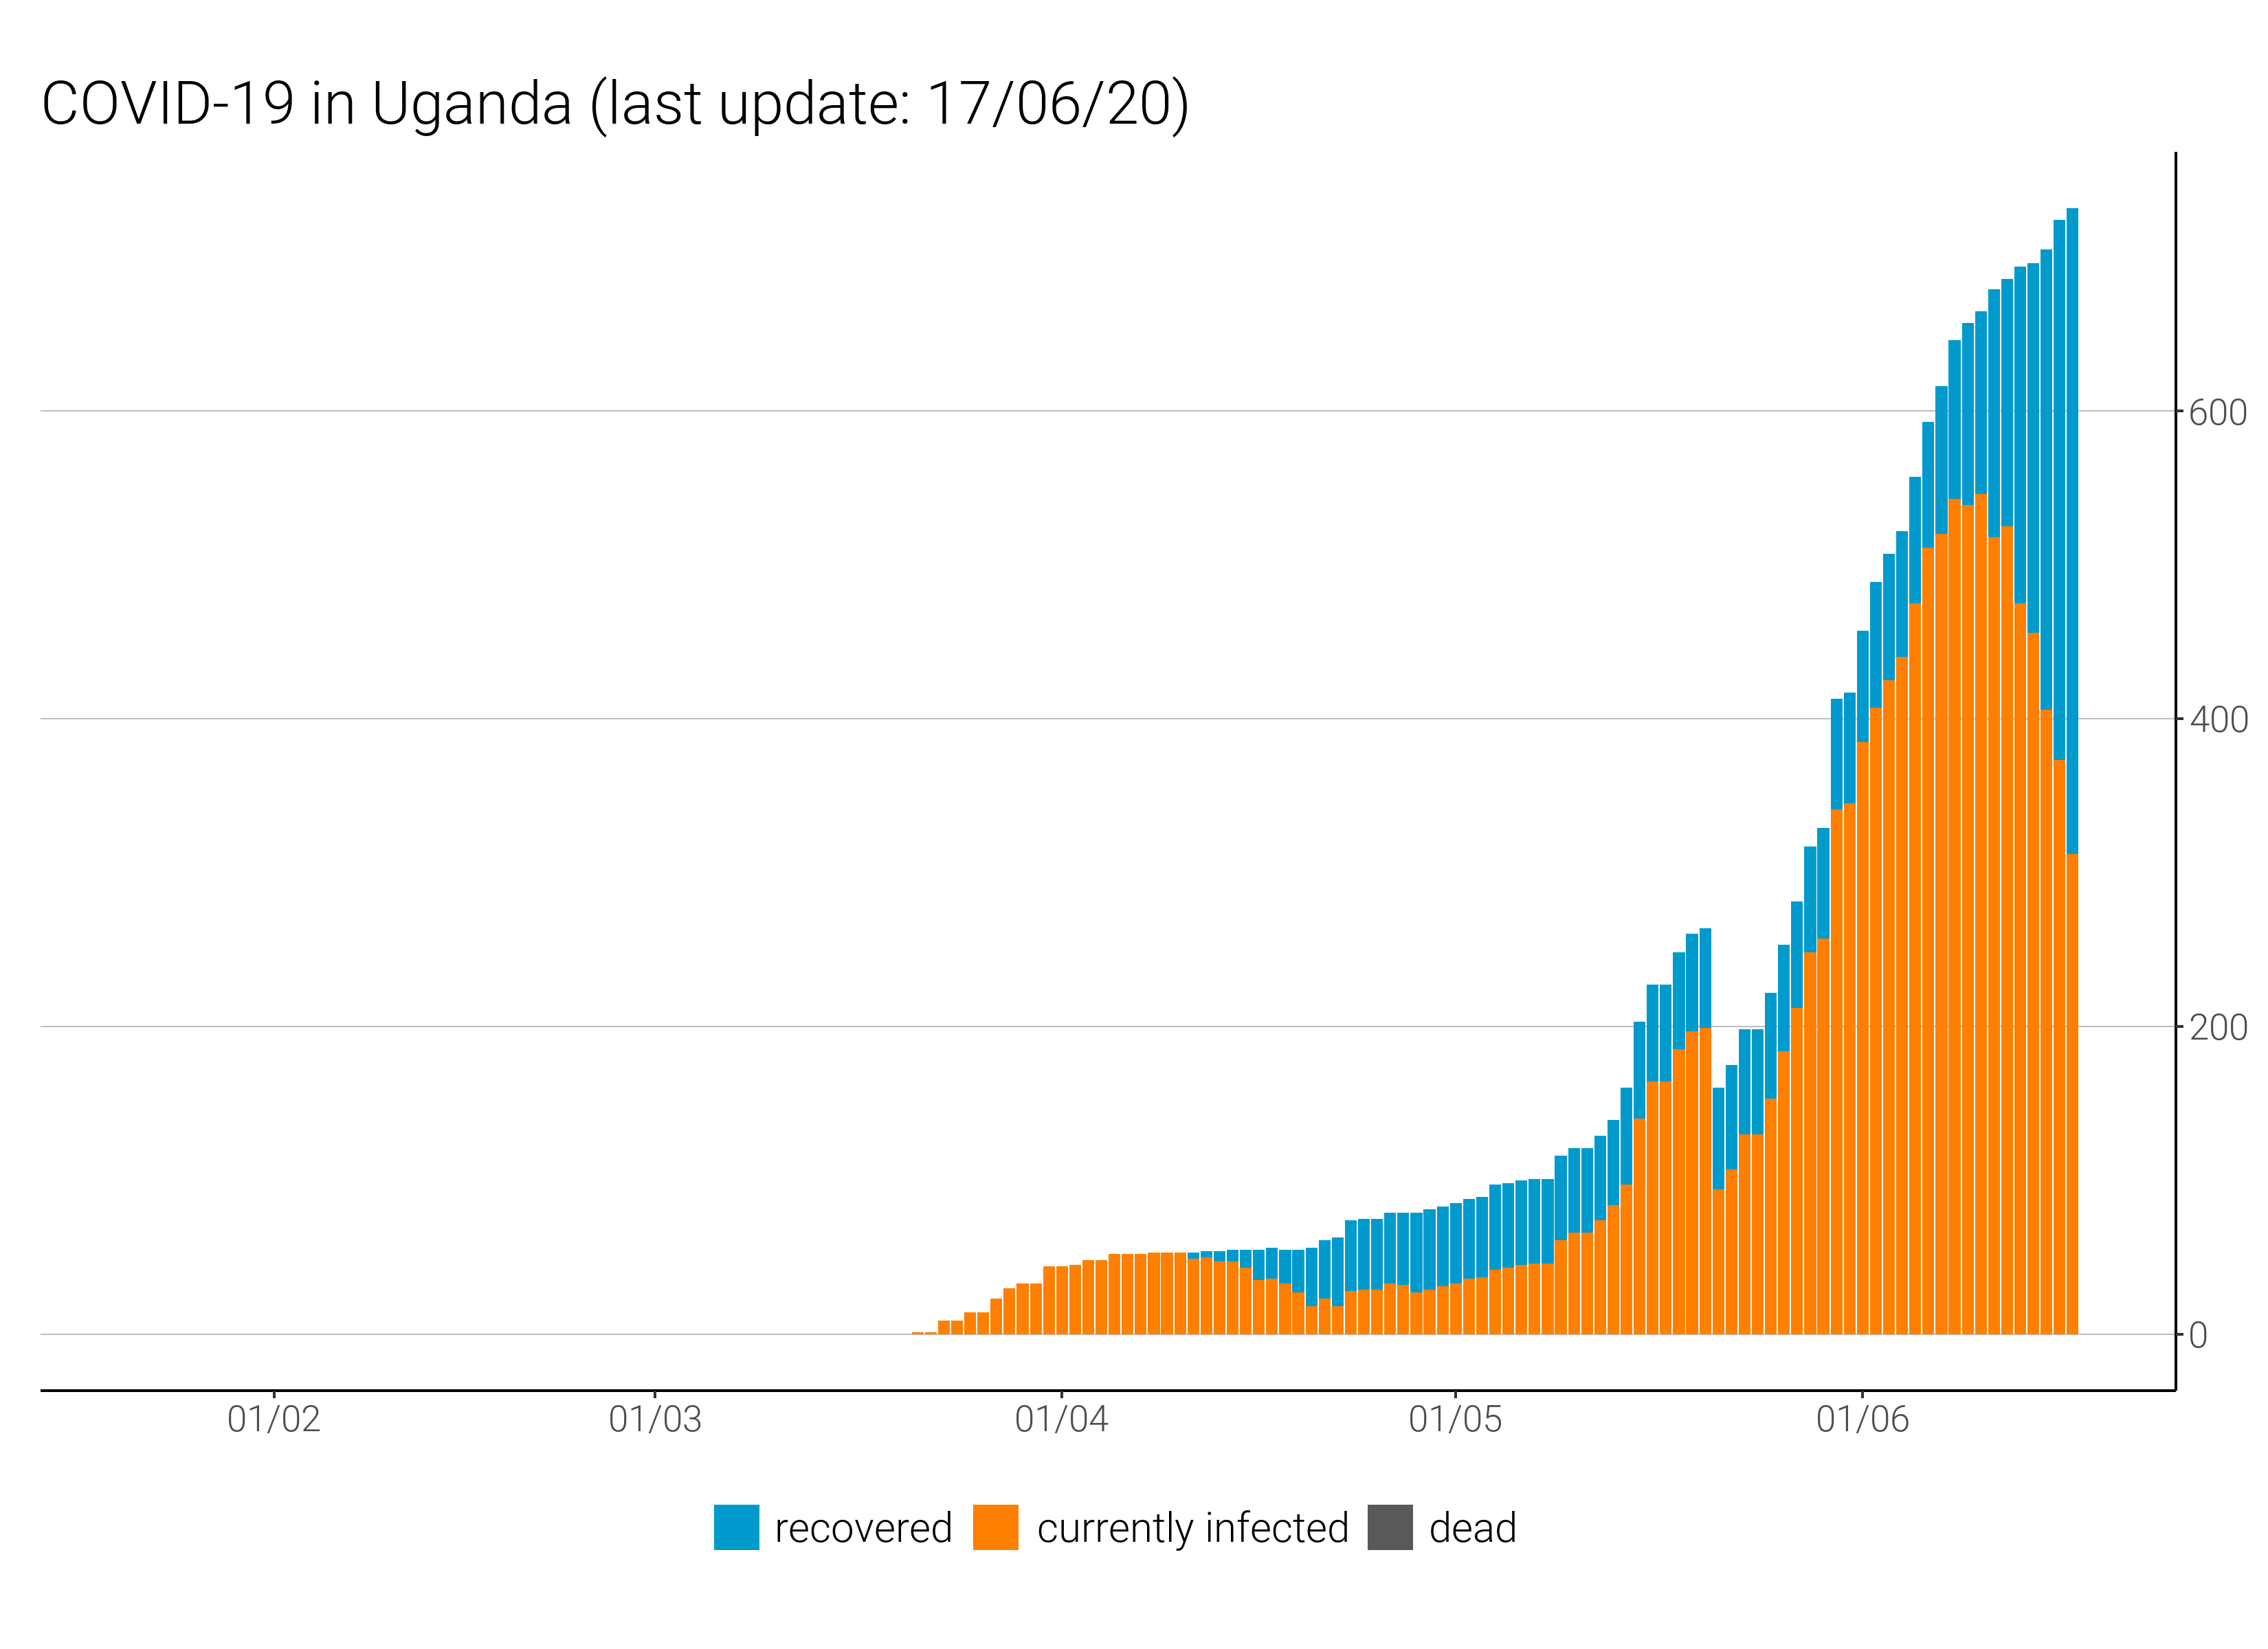 COVID-19 in Uganda (last update: 17/06/20)
600
400
200
0
01/02 01/03 01/04 01/05 01/06
recovered currently infected dead